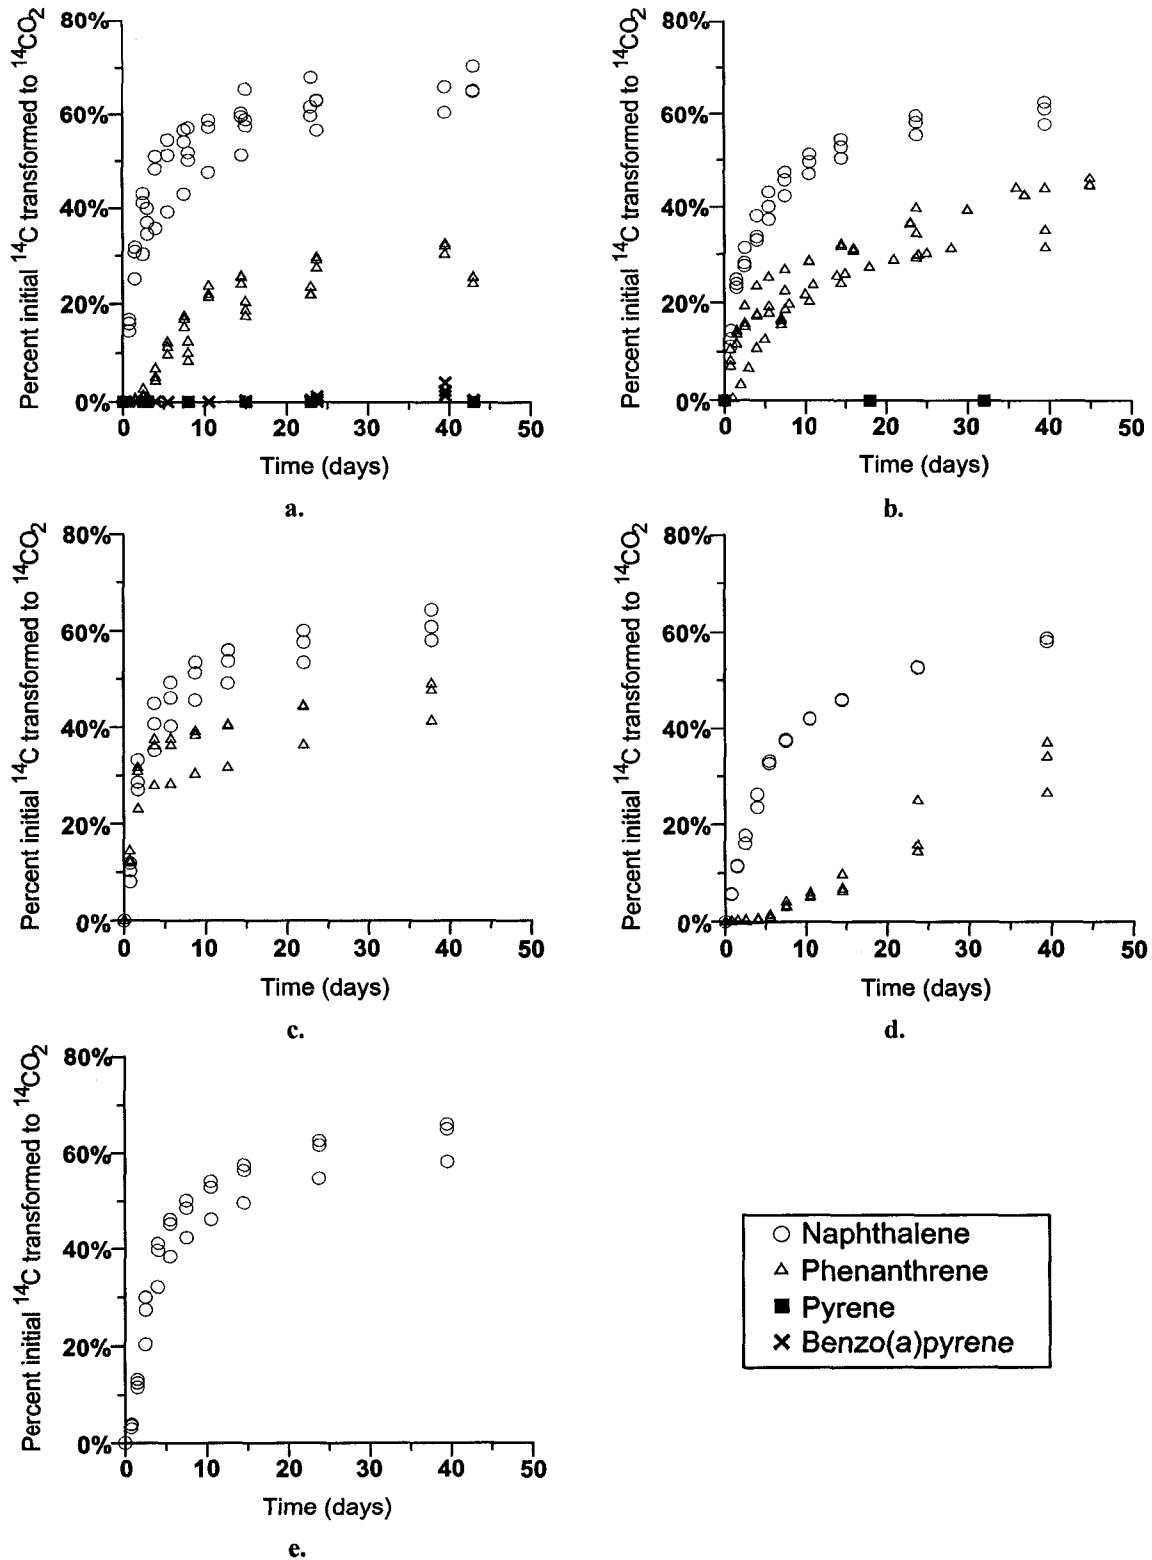 Percent initial 14C transformed to 14CO2
80%
60%
40%
20%
0%
0 10 20 30 40 50
Time (days)
a.
Percent initial 14C transformed to 14CO2
80%
60%
40%
20%
0%
0 10 20 30 40 50
Time (days)
b.
Percent initial 14C transformed to 14CO2
80%
60%
40%
20%
0%
0 10 20 30 40 50
Time (days)
c.
Percent initial 14C transformed to 14CO2
80%
60%
40%
20%
0%
0 10 20 30 40 50
Time (days)
d.
Percent initial 14C transformed to 14CO2
80%
60%
40%
20%
0%
0 10 20 30 40 50
Time (days)
e.
Naphthalene
Phenanthrene
Pyrene
Benzo(a)pyrene